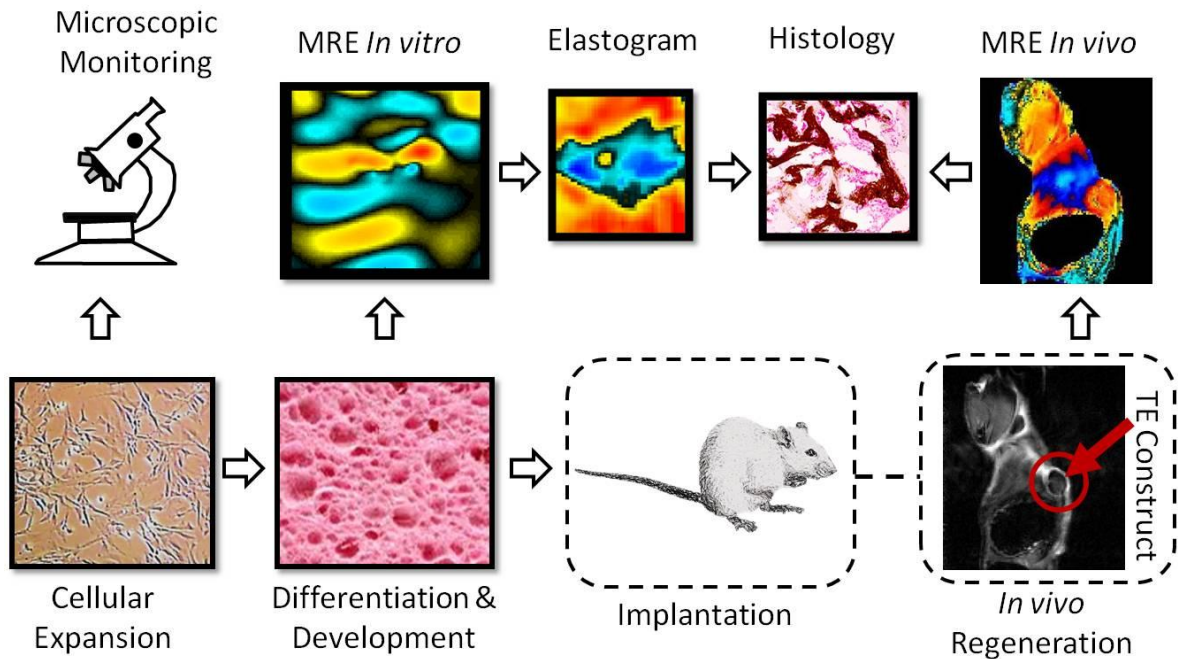 Microscopic
Monitoring
MRE In vitro
Elastogram
Histology
MRE In vivo
TE Construct
Cellular
Expansion
Differentiation &
Development
Implantation
In vivo
Regeneration